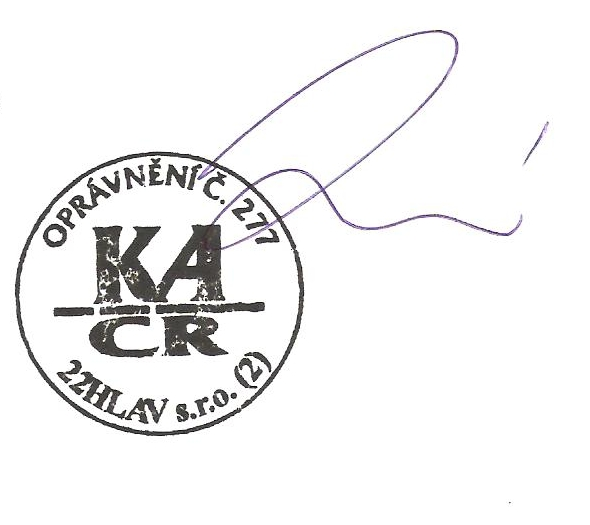 OPRÁVNĚNÍ Č. 277
KA
ČR
22HLAV s.r.o. (2)